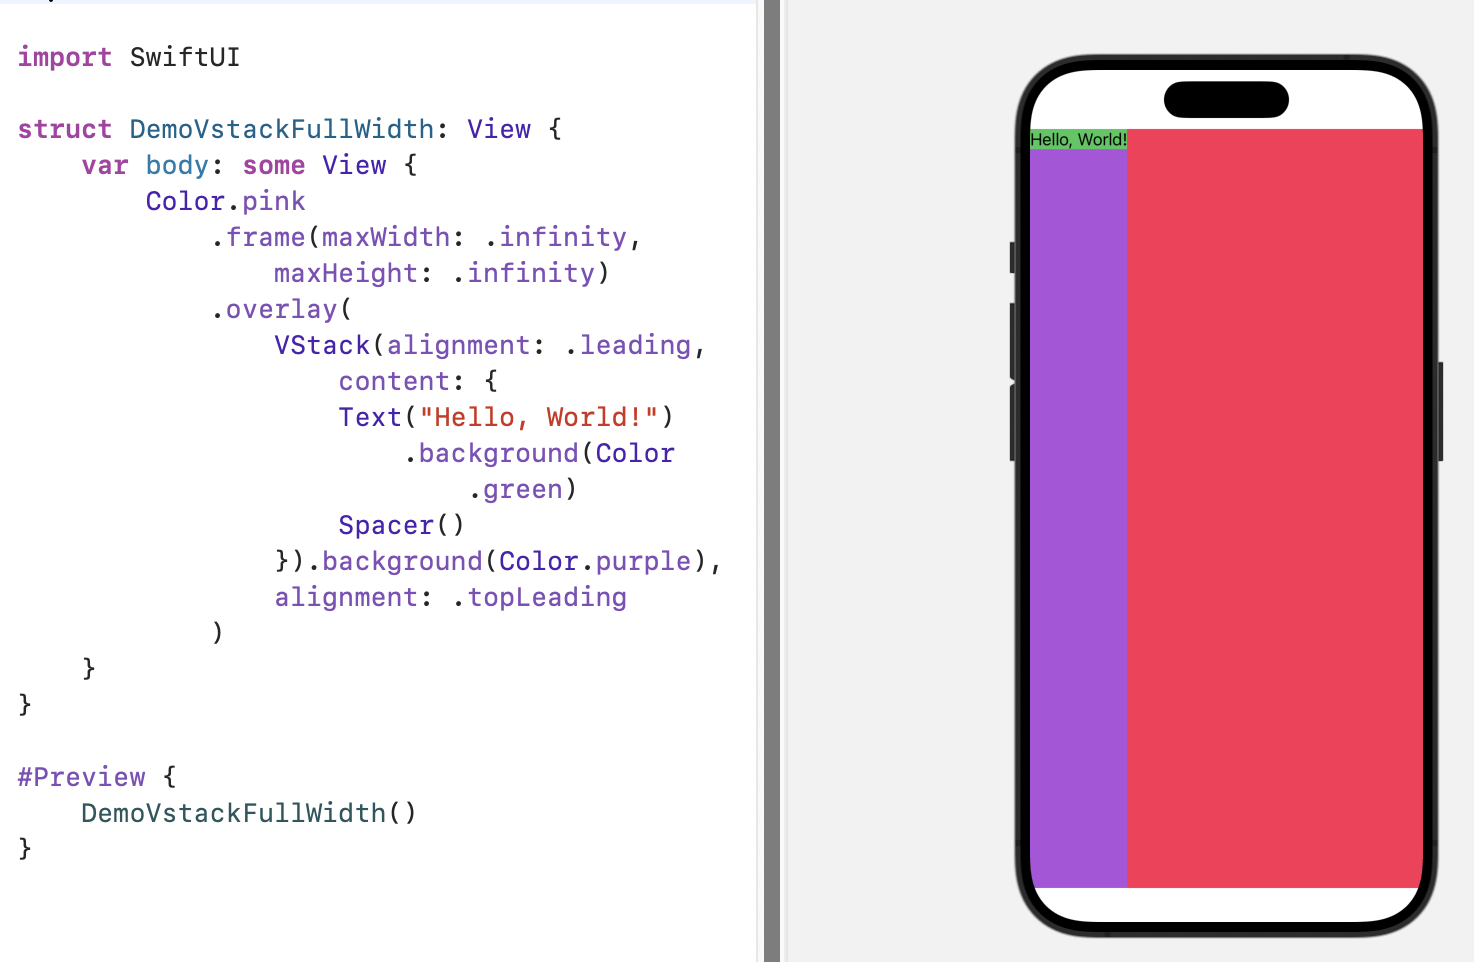 import SwiftUI
struct DemoVstackFullWidth: View {
var body: some View {
Color.pink
.frame(maxWidth: .infinity,
maxHeight: .infinity)
.overlay(
VStack(alignment: .leading,
content: {
Text("Hello, World!")
.background(Color
.green)
Spacer()
}).background(Color.purple),
alignment: .topLeading
)
}
}
#Preview {
DemoVstackFullWidth()
}
Hello, World!